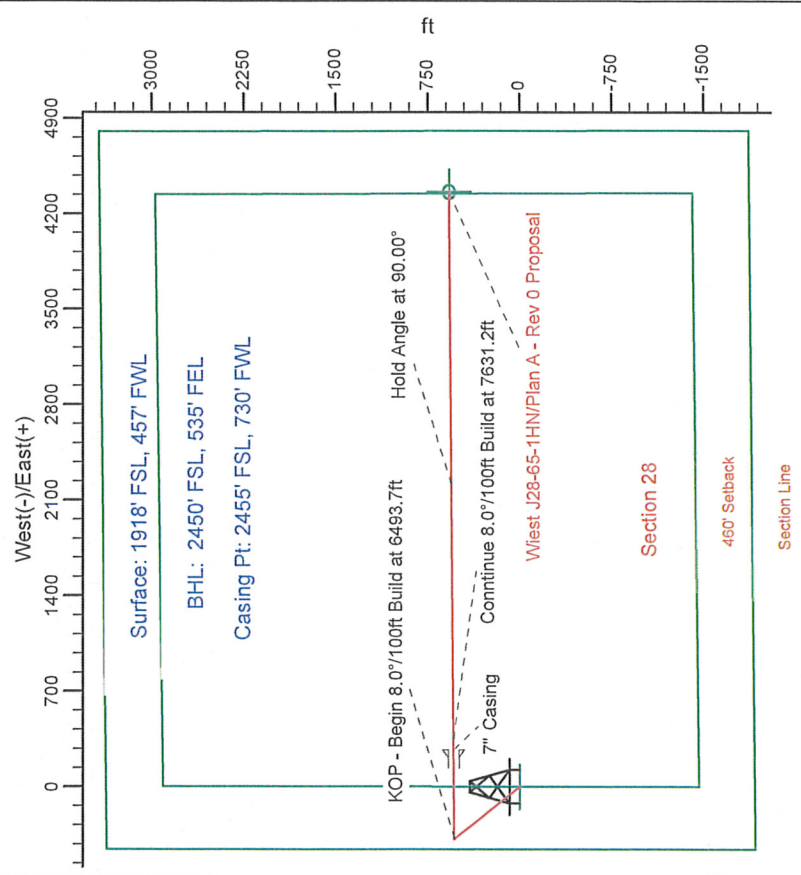 West(-)/East(+)
0
700
1400
2100
2800
3500
4200
4900
ft
3000
2250
1500
750
0
-750
-1500
Surface: 1918' FSL, 457' FWL
BHL: 2450' FSL, 535' FEL
Casing Pt: 2455' FSL, 730' FWL
KOP - Begin 8.0°/100ft Build at 6493.7ft
Hold Angle at 90.00°
7" Casing
Conntinue 8.0°/100ft Build at 7631.2ft
Wiest J28-65-1HN/Plan A - Rev 0 Proposal
Section 28
460' Setback
Section Line